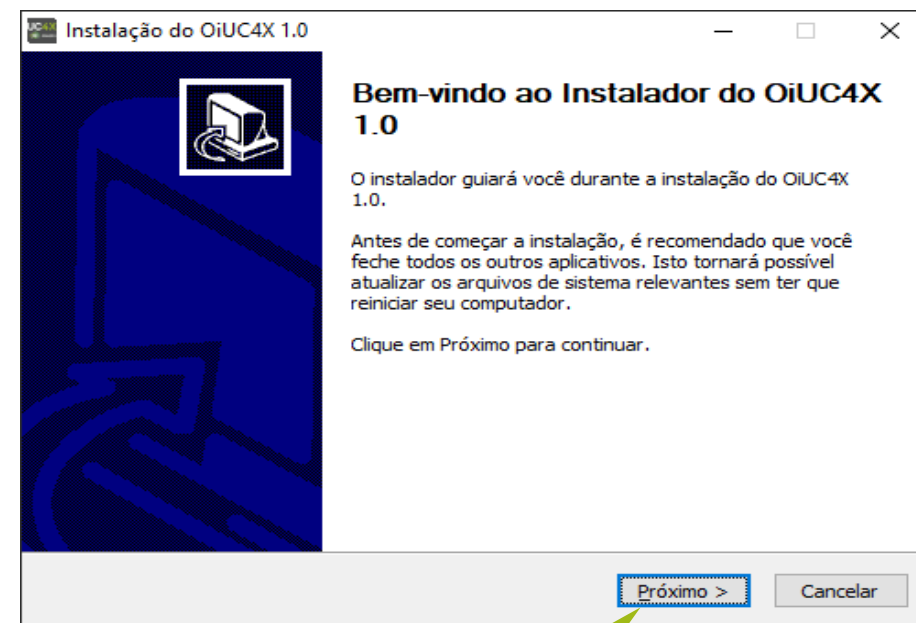 UC4X
Instalação do OiUC4X 1.0
Bem-vindo ao Instalador do OiUC4X
1.0
O instalador guiará você durante a instalação do OiUC4X
1.0.
Antes de começar a instalação, é recomendado que você
feche todos os outros aplicativos. Isto tornará possível
atualizar os arquivos de sistema relevantes sem ter que
reiniciar seu computador.
Clique em Próximo para continuar.
Próximo >
Cancelar